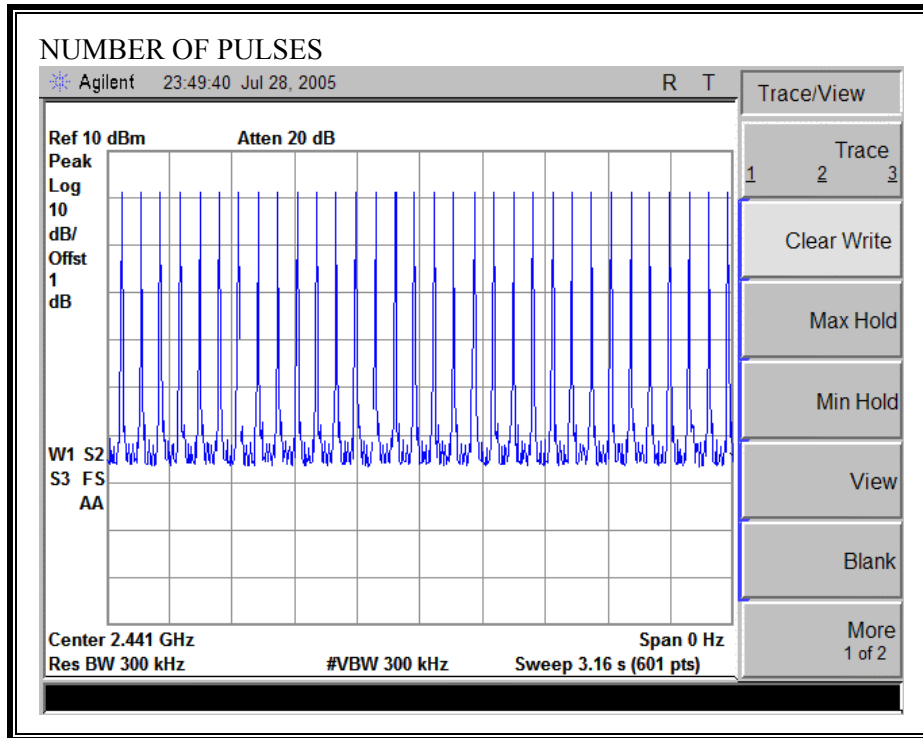 NUMBER OF PULSES
Agilent 23:49:40 Jul 28, 2005 R T
Trace/View
Ref 10 dBm Atten 20 dB
Peak
Log
10
dB/
Offst
1
dB
W1 S2
S3 FS
AA
Center 2.441 GHz Span 0 Hz
Res BW 300 kHz #VBW 300 kHz Sweep 3.16 s (601 pts)
Trace
1 2 3
Clear Write
Max Hold
Min Hold
View
Blank
More
1 of 2